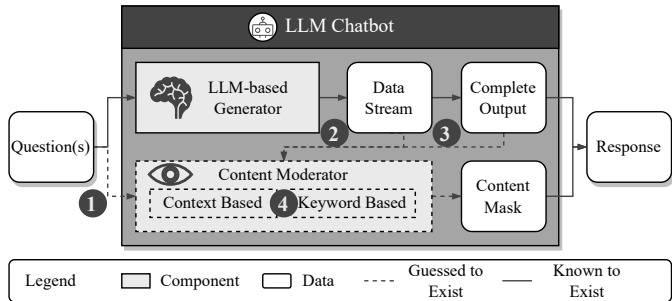 LLM Chatbot
LLM-based
Generator
Data
Stream
Complete
Output
Question(s)
2
3
Response
Content Moderator
1
Context Based
4
Keyword Based
Content
Mask
Legend
Component
Data
Guessed to
Exist
Known to
Exist